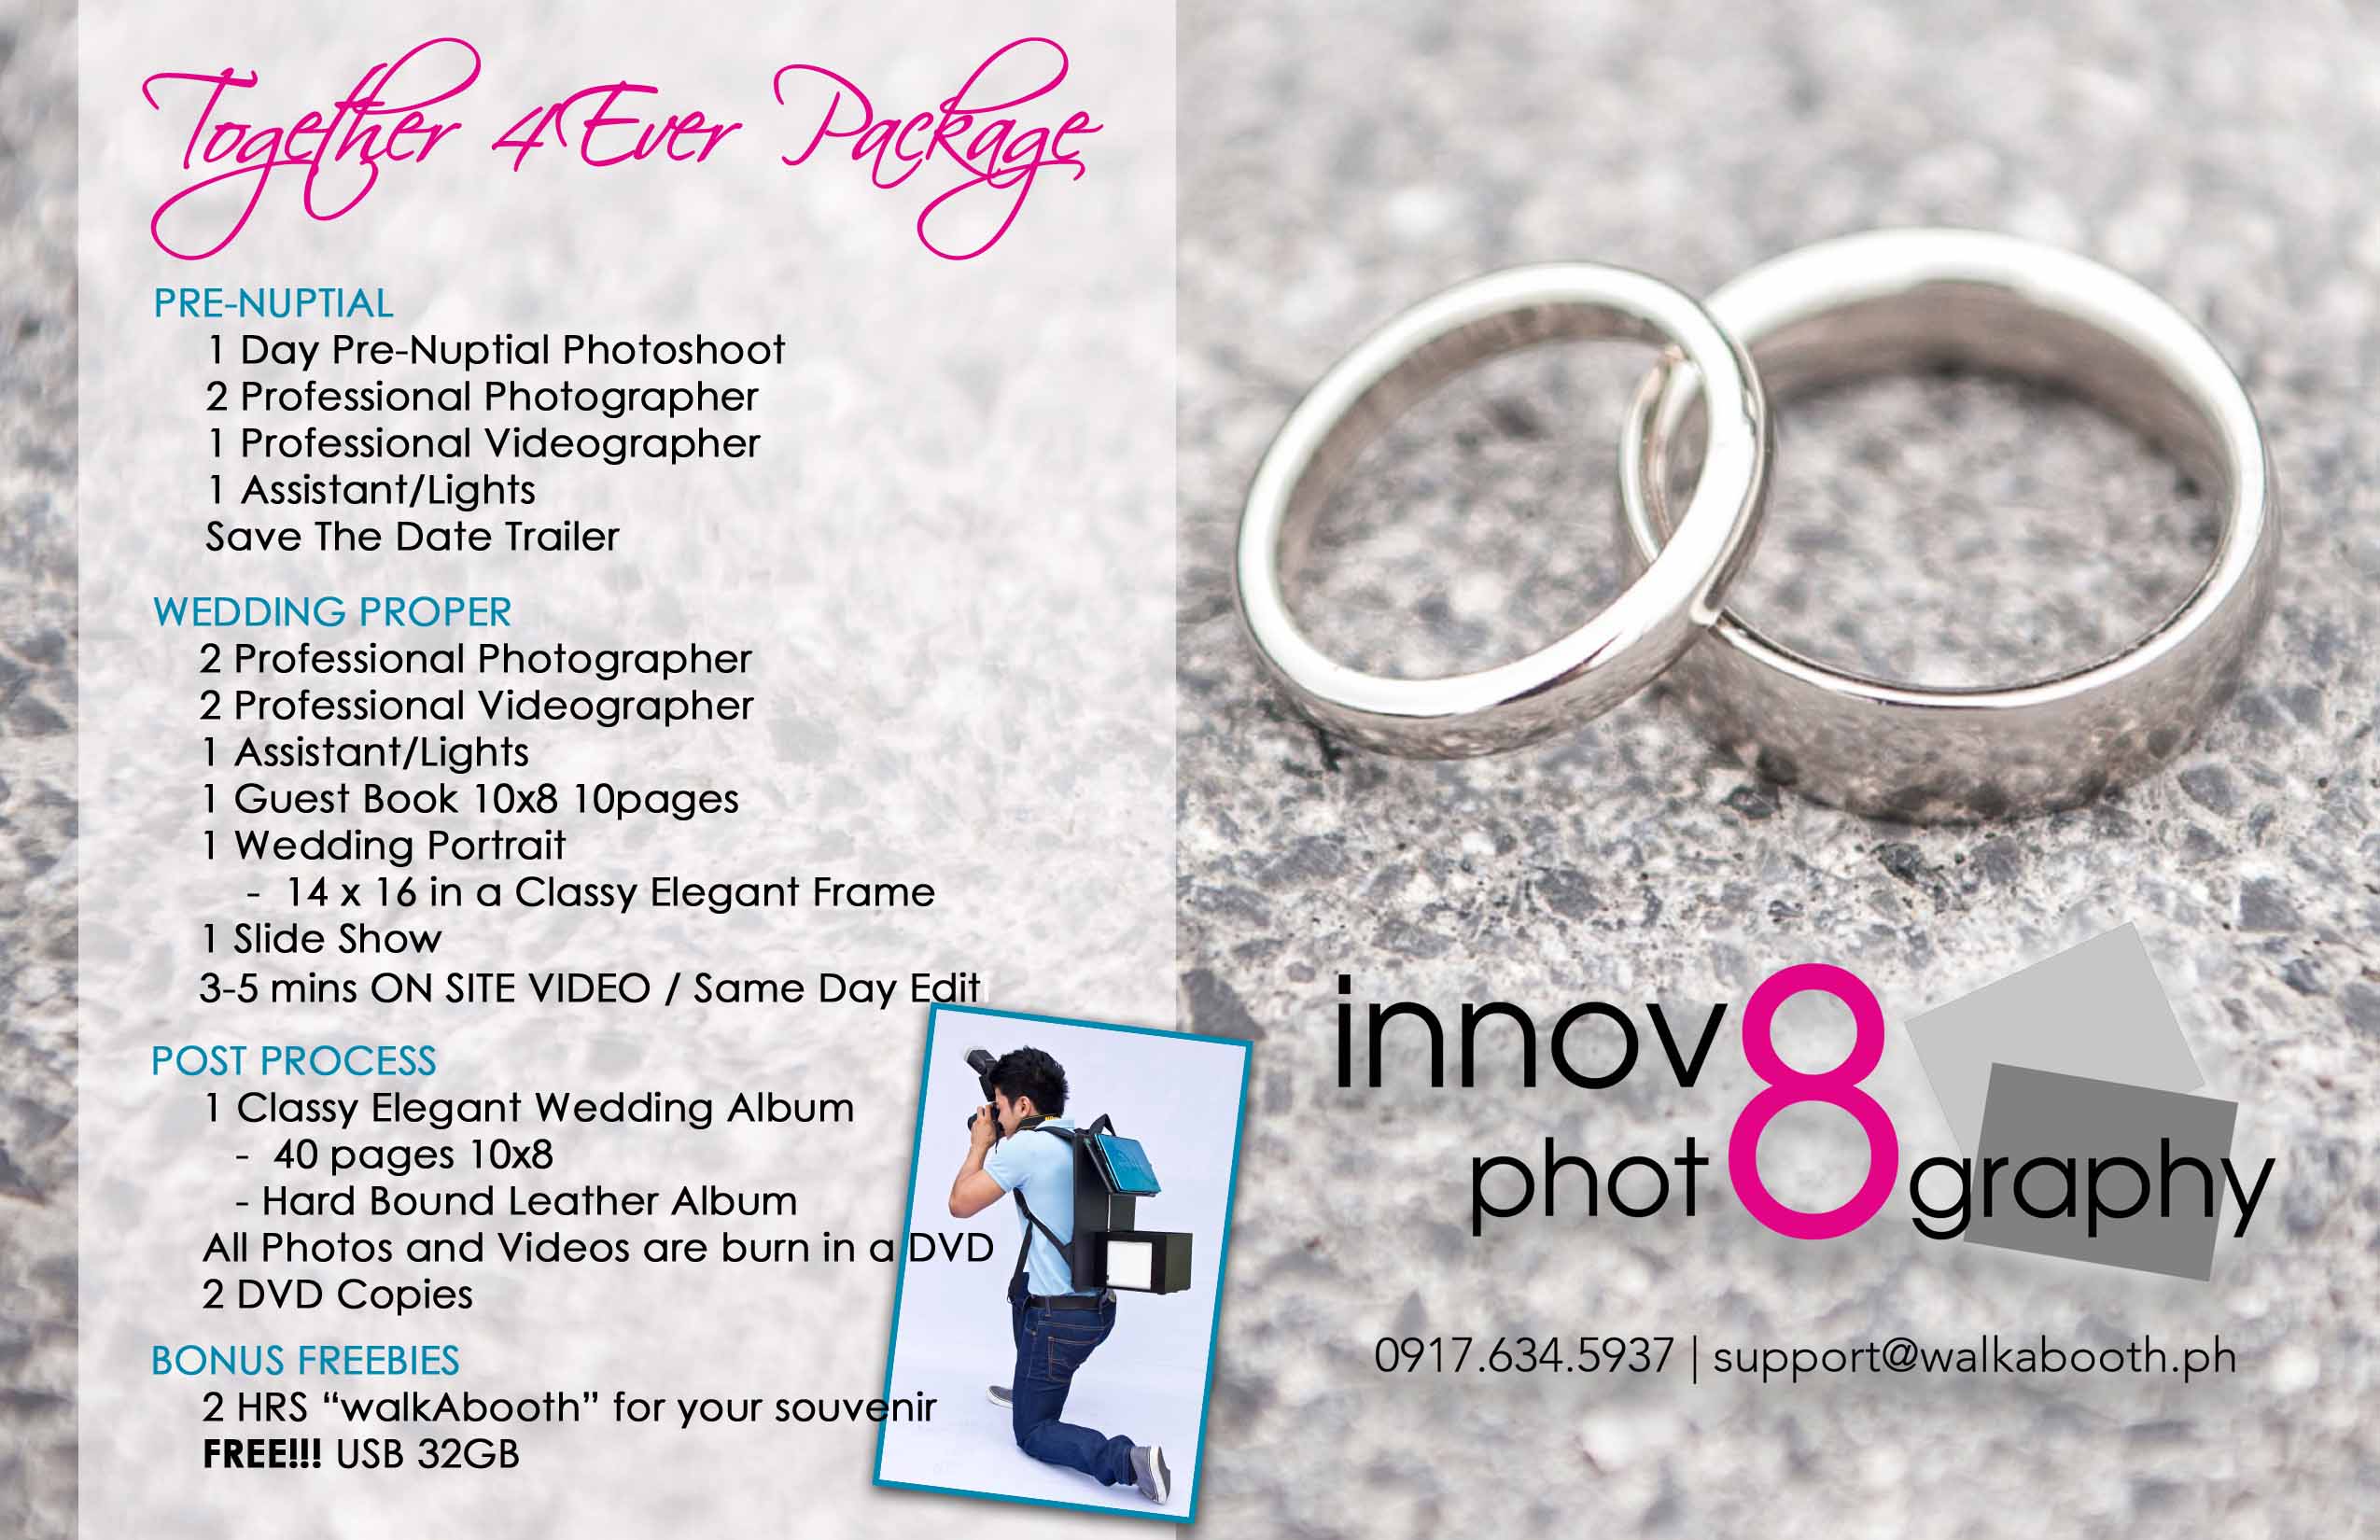 Together 4Ever Package
PRE-NUPTIAL
1 Day Pre-Nuptial Photoshoot
2 Professional Photographer
1 Professional Videographer
1 Assistant/Lights
Save The Date Trailer
WEDDING PROPER
2 Professional Photographer
2 Professional Videographer
1 Assistant/Lights
1 Guest Book 10x8 10pages
1 Wedding Portrait
- 14 x 16 in a Classy Elegant Frame
1 Slide Show
3-5 mins ON SITE VIDEO / Same Day Edit
POST PROCESS
1 Classy Elegant Wedding Album
- 40 pages 10x8
- Hard Bound Leather Album
All Photos and Videos are burn in a DVD
2 DVD Copies
BONUS FREEBIES
2 HRS “walkAbooth” for your souvenir
FREE!!! USB 32GB
innov8
phot8graphy
0917.634.5937 | support@walkabooth.ph